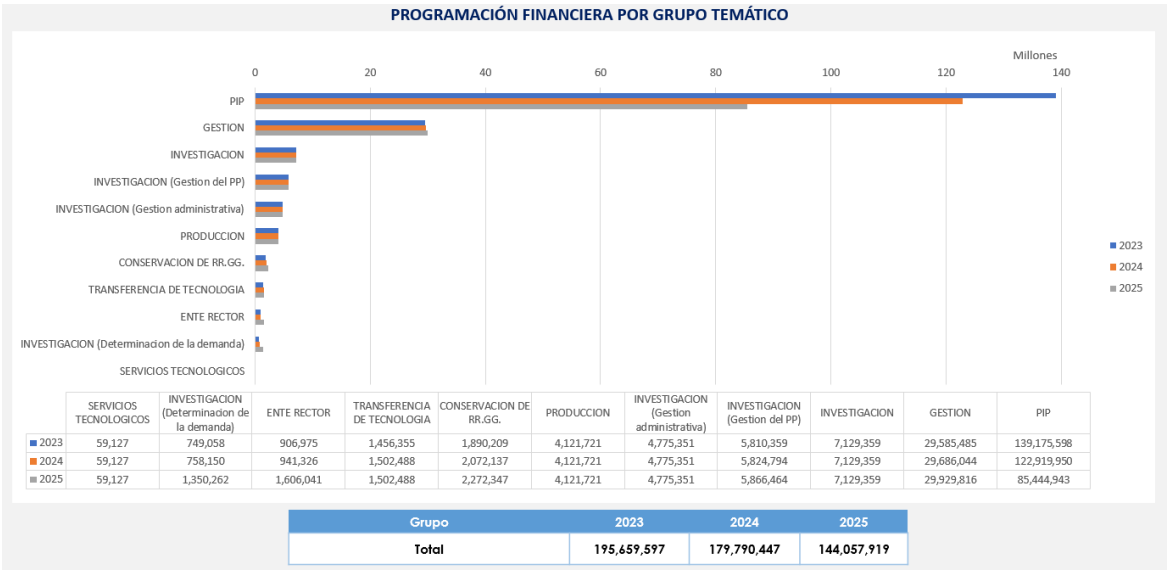 PROGRAMACIÓN FINANCIERA POR GRUPO TEMÁTICO
Millones
0 20 40 60 80 100 120 140
PIP
GESTION
INVESTIGACION
INVESTIGACION (Gestion del PP)
INVESTIGACION (Gestion administrativa)
PRODUCCION
CONSERVACION DE RR.GG.
TRANSFERENCIA DE TECNOLOGIA
ENTE RECTOR
INVESTIGACION (Determinacion de la demanda)
SERVICIOS TECNOLOGICOS
2023
2024
2025
SERVICIOS TECNOLOGICOS INVESTIGACION (Determinacion de la demanda) ENTE RECTOR TRANSFERENCIA DE TECNOLOGIA CONSERVACION DE RR.GG. PRODUCCION INVESTIGACION (Gestion administrativa) INVESTIGACION (Gestion del PP) INVESTIGACION GESTION PIP
2023 59,127 749,058 906,975 1,456,355 1,890,209 4,121,721 4,775,351 5,810,359 7,129,359 29,585,485 139,175,598
2024 59,127 758,150 941,326 1,502,488 2,072,137 4,121,721 4,775,351 5,824,794 7,129,359 29,686,044 122,919,950
2025 59,127 1,350,262 1,606,041 1,502,488 2,272,347 4,121,721 4,775,351 5,866,464 7,129,359 29,929,816 85,444,943
Grupo 2023 2024 2025
Total 195,659,597 179,790,447 144,057,919